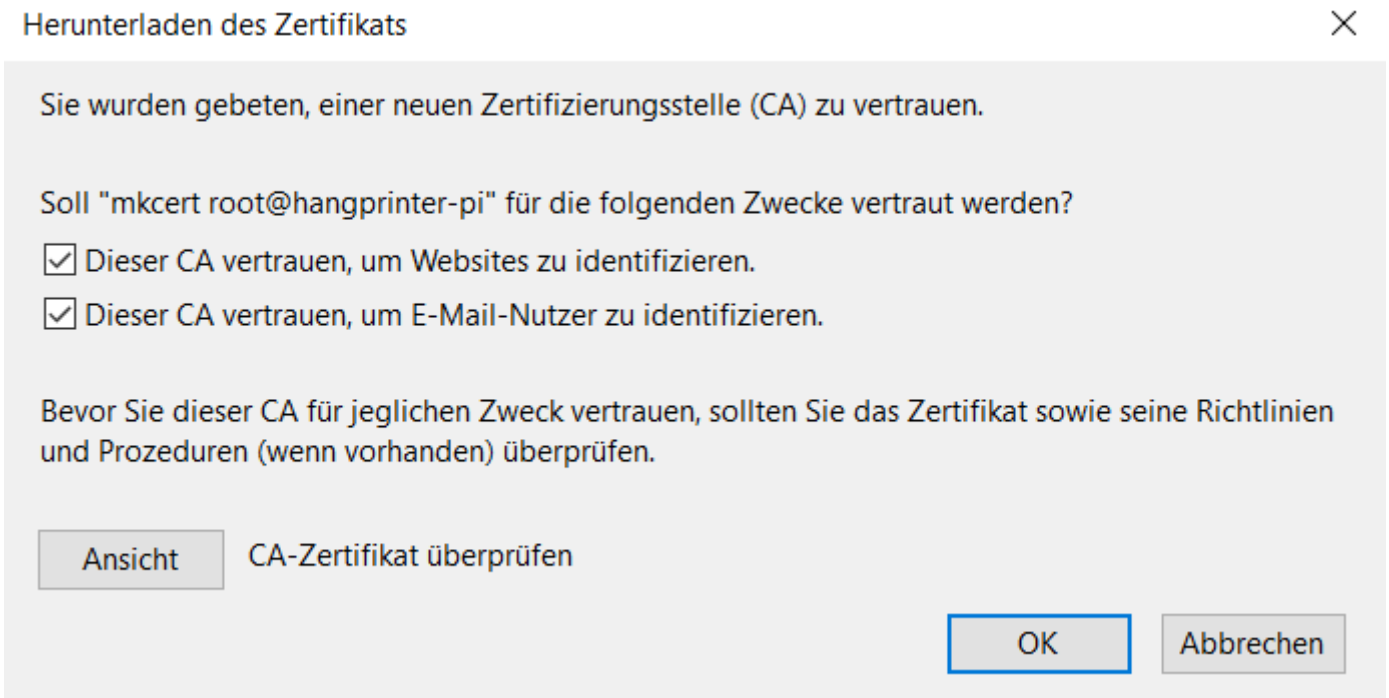 Herunterladen des Zertifikats
Sie wurden gebeten, einer neuen Zertifizierungsstelle (CA) zu vertrauen.
Soll "mkcert root@hangprinter-pi" für die folgenden Zwecke vertraut werden?
Dieser CA vertrauen, um Websites zu identifizieren.
Dieser CA vertrauen, um E-Mail-Nutzer zu identifizieren.
Bevor Sie dieser CA für jeglichen Zweck vertrauen, sollten Sie das Zertifikat sowie seine Richtlinien
und Prozeduren (wenn vorhanden) überprüfen.
Ansicht CA-Zertifikat überprüfen
OK Abbrechen